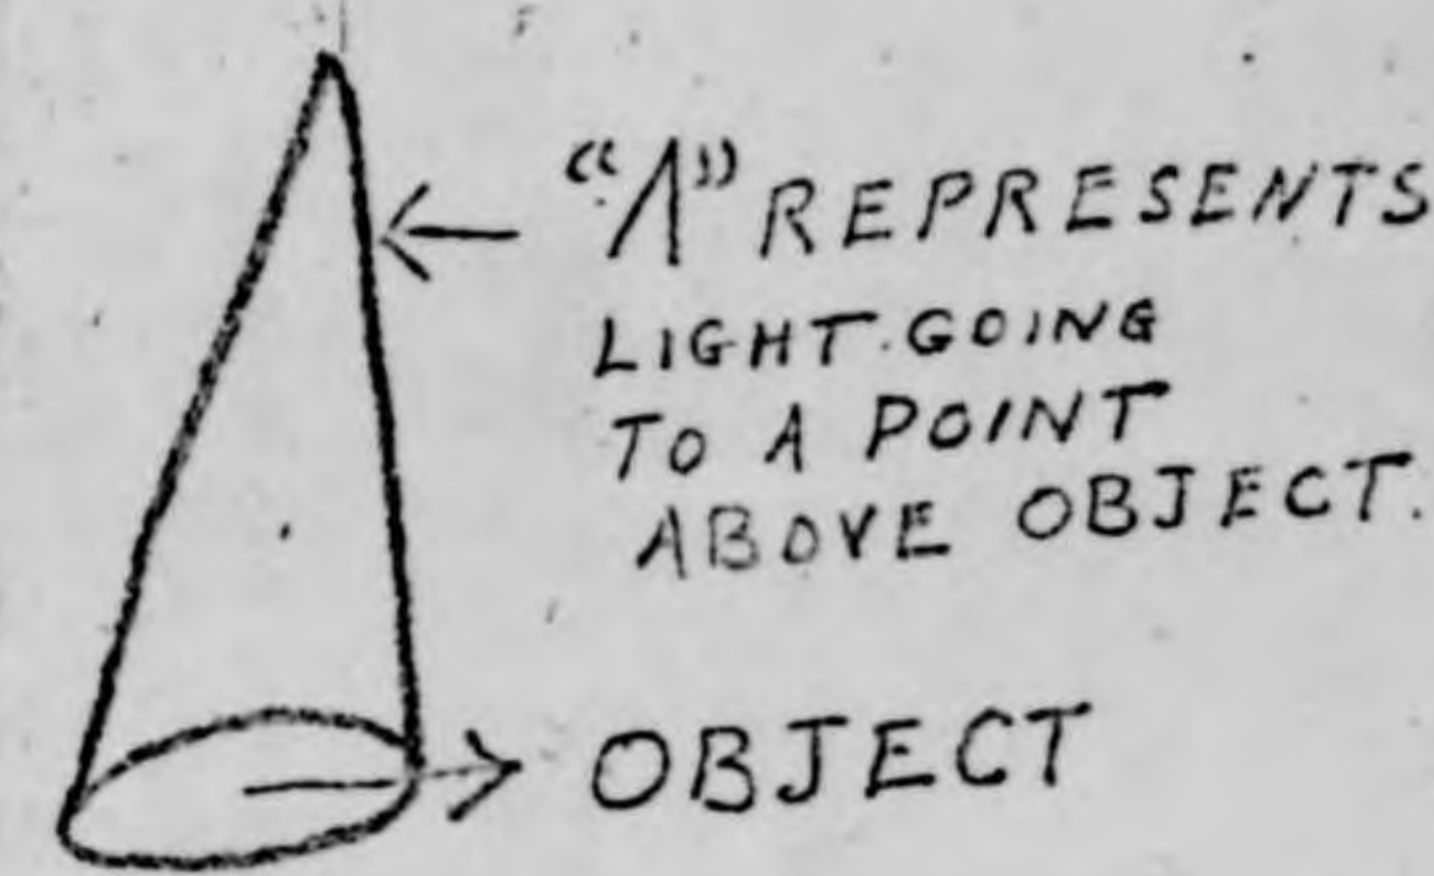 “Λ” REPRESENTS
LIGHT GOING
TO A POINT
ABOVE OBJECT.
OBJECT